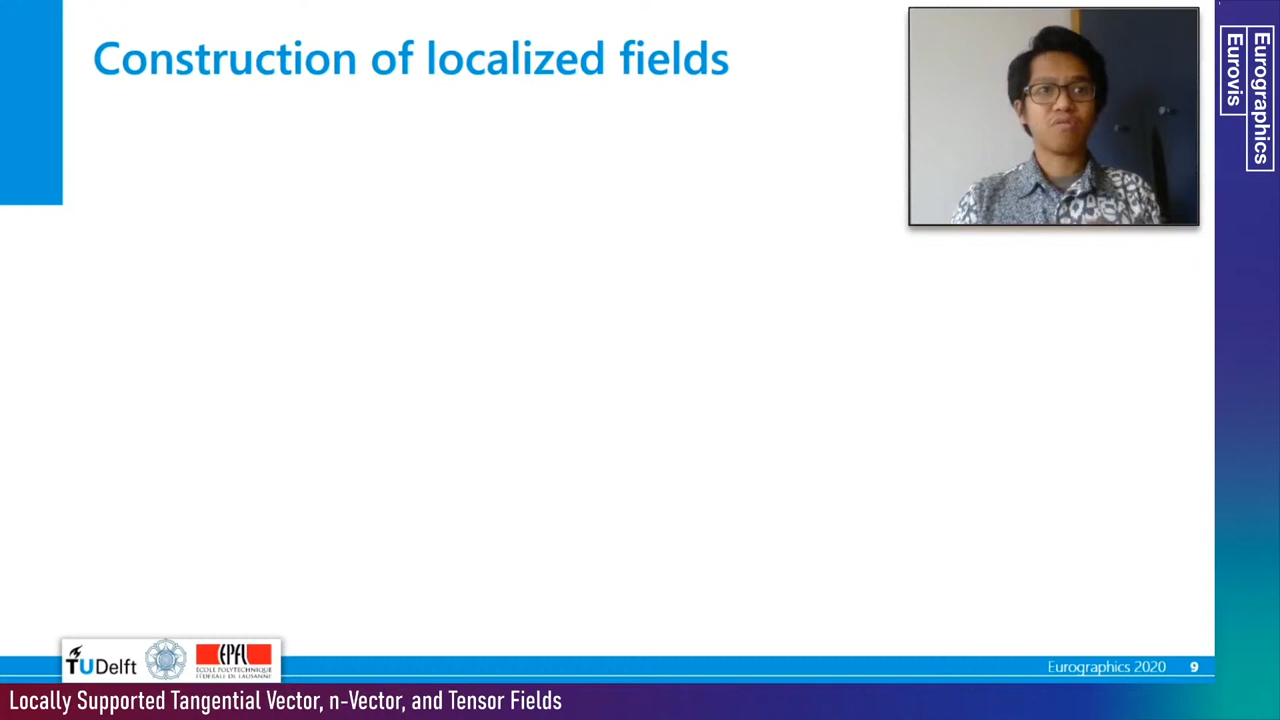 Construction of localized fields
Eurographics
Eurovis
TUDelft
EPFL
ÉCOLE POLYTECHNIQUE
FÉDÉRALE DE LAUSANNE
Eurographics 2020 9
Locally Supported Tangential Vector, n-Vector, and Tensor Fields